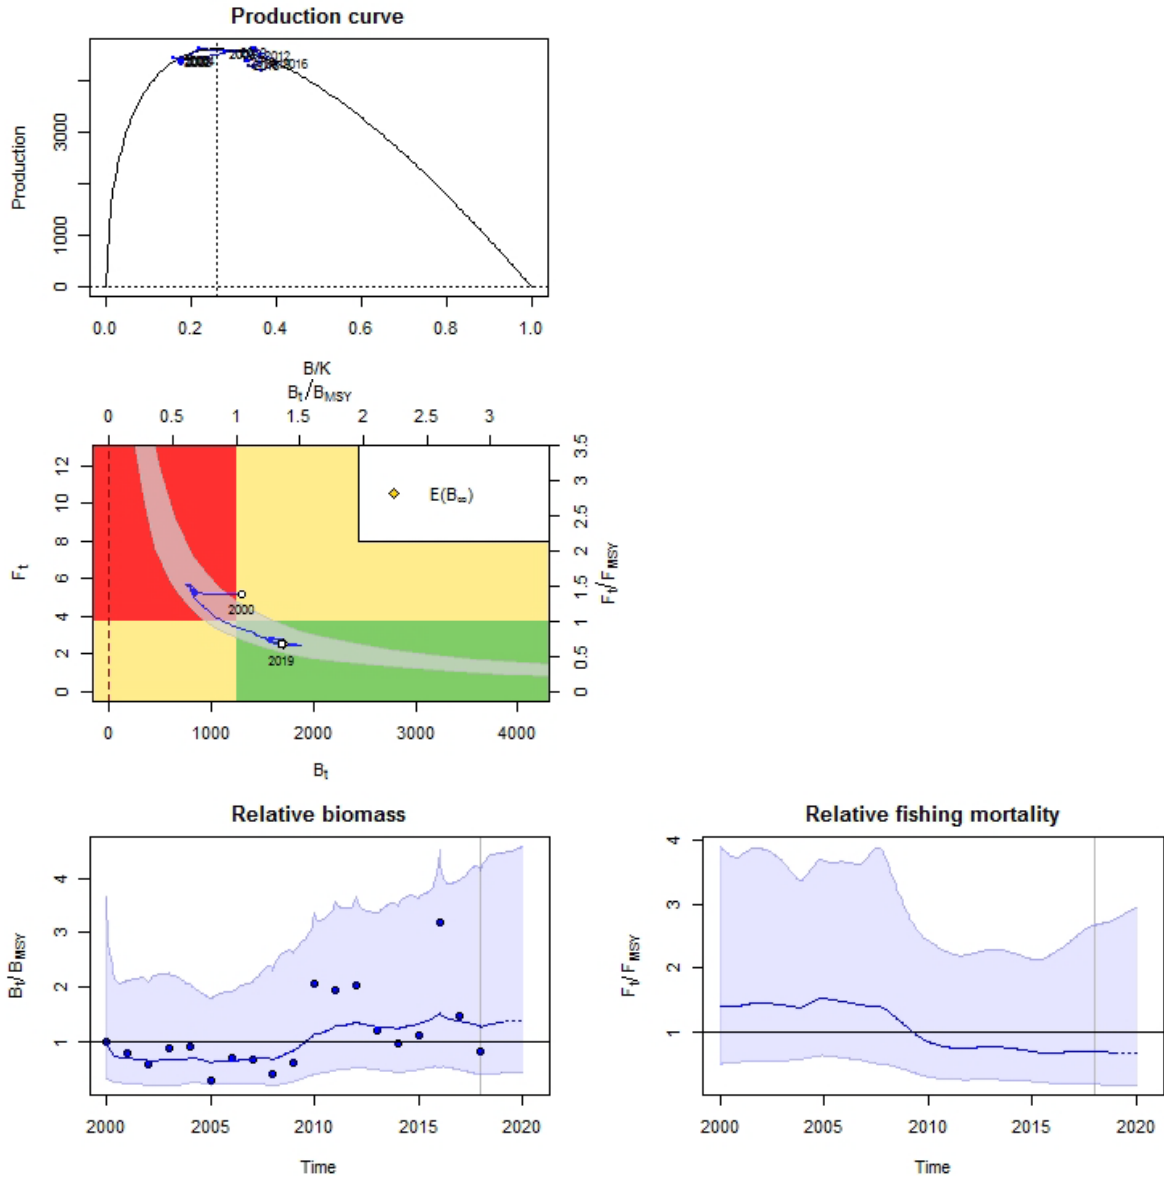 Production curve
Production
3000
1000
0
2012
2016
0.0 0.2 0.4 0.6 0.8 1.0
B/K
Bt/BMSY
0 0.5 1 1.5 2 2.5 3
12
10
8
6
4
2
0
Ft
E(B∞)
2000
2019
3.5
3
2.5
2
1.5
1
0.5
0
Ft/FMSY
0 1000 2000 3000 4000
Bt
Relative biomass
Bt/BMSY
4
3
2
1
2000 2005 2010 2015 2020
Time
Relative fishing mortality
Ft/FMSY
4
3
2
1
2000 2005 2010 2015 2020
Time